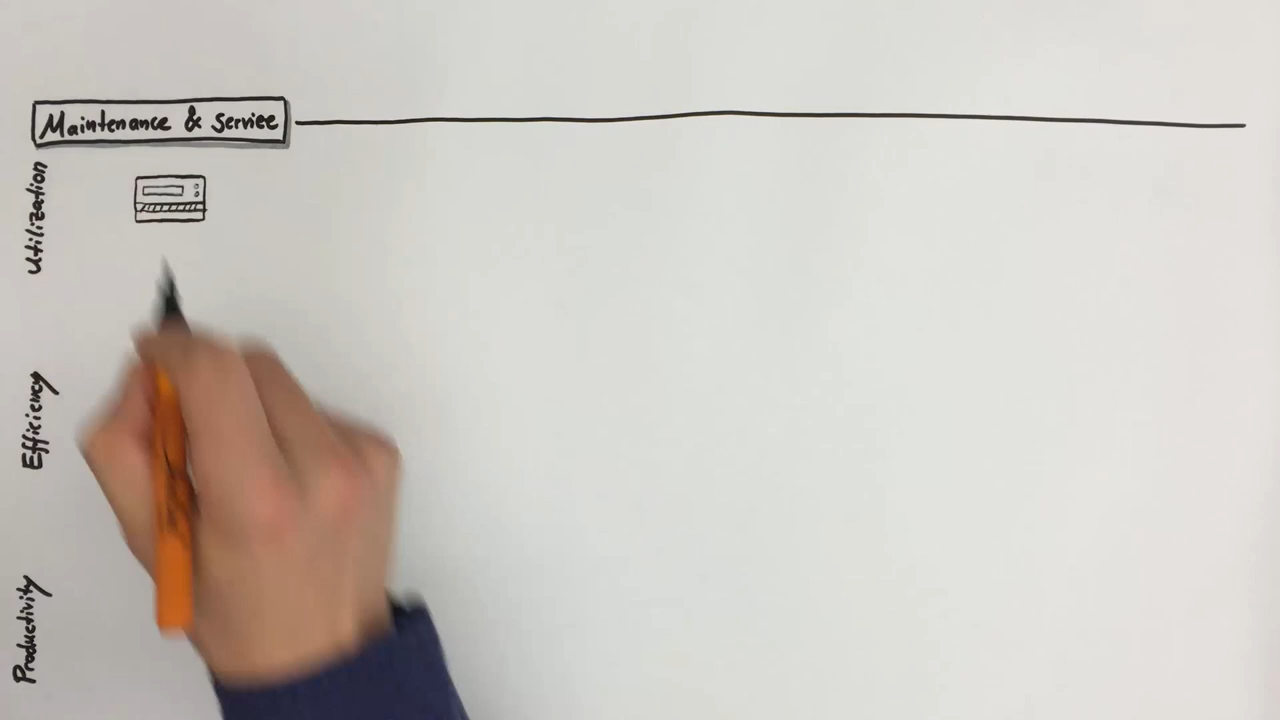 Maintenance & Service
Utilization
Efficiency
Productivity